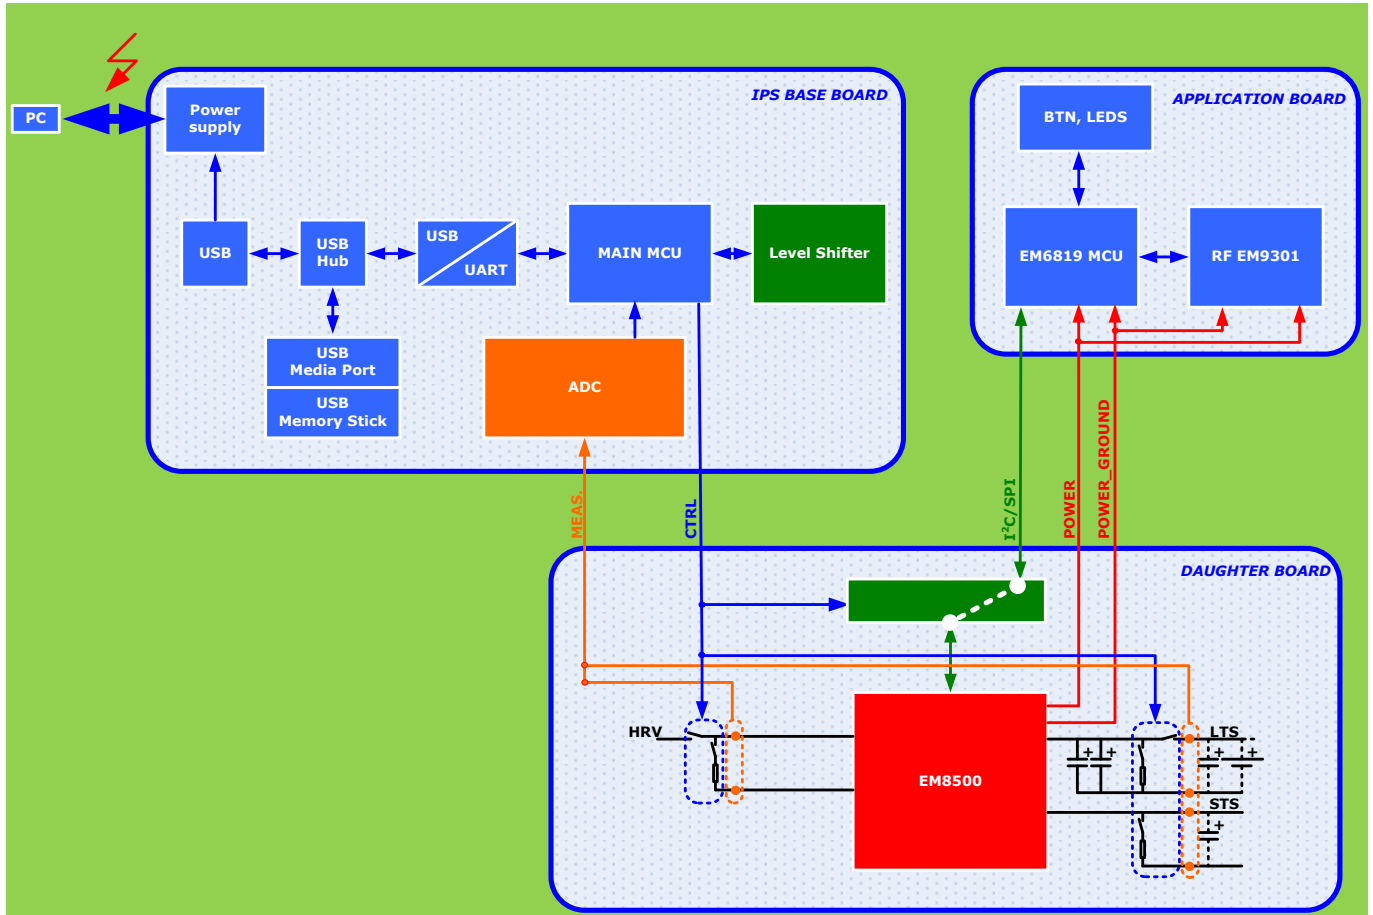 PC
IPS BASE BOARD
Power
supply
USB
USB
Hub
USB
UART
MAIN MCU
Level Shifter
USB
Media Port
USB
Memory Stick
ADC
APPLICATION BOARD
BTN, LEDS
EM6819 MCU
RF EM9301
MEAS.
CTRL
I²C/SPI
POWER
POWER_GROUND
DAUGHTER BOARD
HRV
EM8500
LTS
+ + + +
STS
+